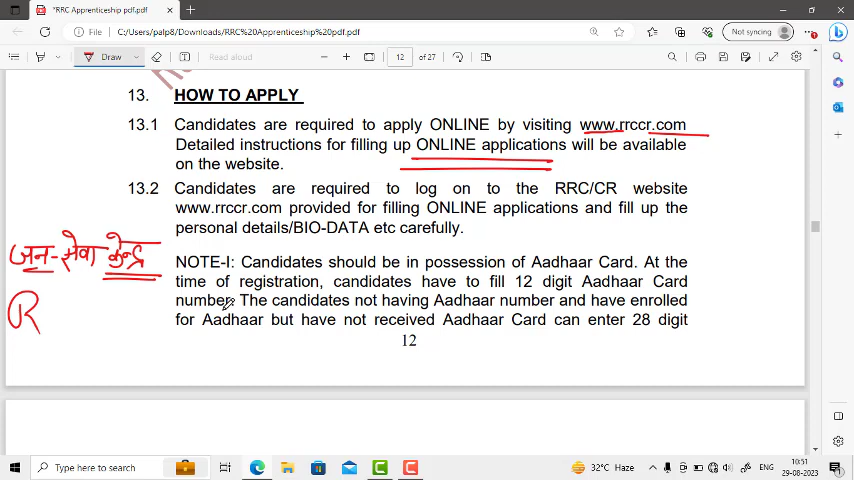 *RRC Apprenticeship pdf.pdf
File
C:/Users/palp8/Downloads/RRC%20Apprenticeship%20pdf.pdf
Not syncing
Draw
Read aloud
12 of 27
13. HOW TO APPLY
13.1 Candidates are required to apply ONLINE by visiting www.rrccr.com
Detailed instructions for filling up ONLINE applications will be available
on the website.
13.2 Candidates are required to log on to the RRC/CR website
www.rrccr.com provided for filling ONLINE applications and fill up the
personal details/BIO-DATA etc carefully.
जन-सेवा केन्द्र
R
NOTE-I: Candidates should be in possession of Aadhaar Card. At the
time of registration, candidates have to fill 12 digit Aadhaar Card
number. The candidates not having Aadhaar number and have enrolled
for Aadhaar but have not received Aadhaar Card can enter 28 digit
12
Type here to search
32°C Haze
ENG
10:51
29-08-2023